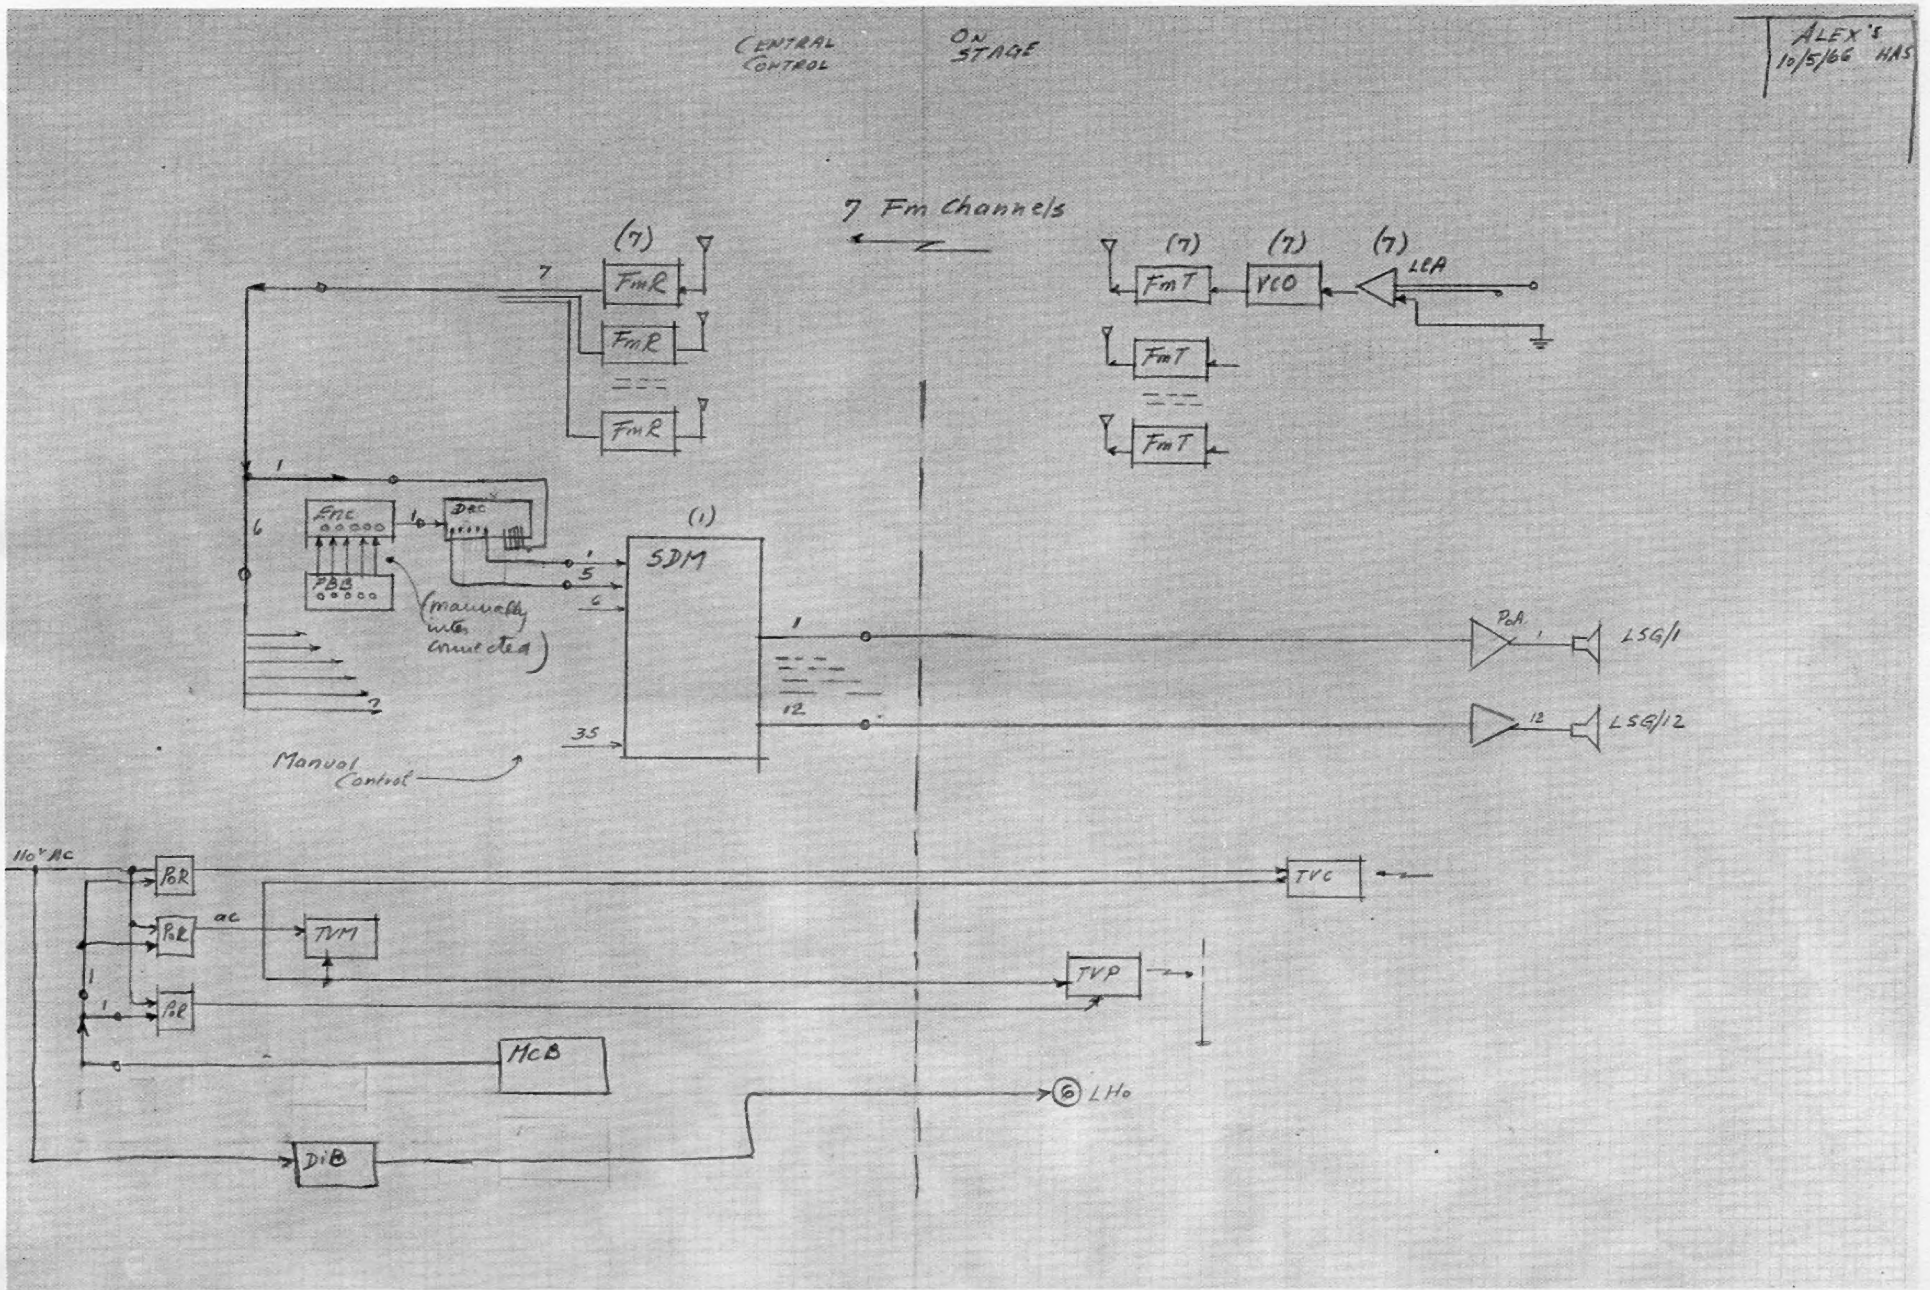 CENTRAL
CONTROL
ON
STAGE
ALEX'S
10/5/66 HAS
7 Fm Channels
(7)
(7)
(7)
(7)
7
FmR
FmT
VCO
LCA
FmR
FmT
FmR
FmT
1
6
Enc
1
Dec
(1)
SDM
PBB
1
5
6
(manually
inter
connected)
1
PoA
1
LSG/1
7
12
12
LSG/12
35
Manual
Control
110V AC
PoR
TVC
PoR
ac
TVM
1
TVP
1
PoR
McB
6
LHo
DiB